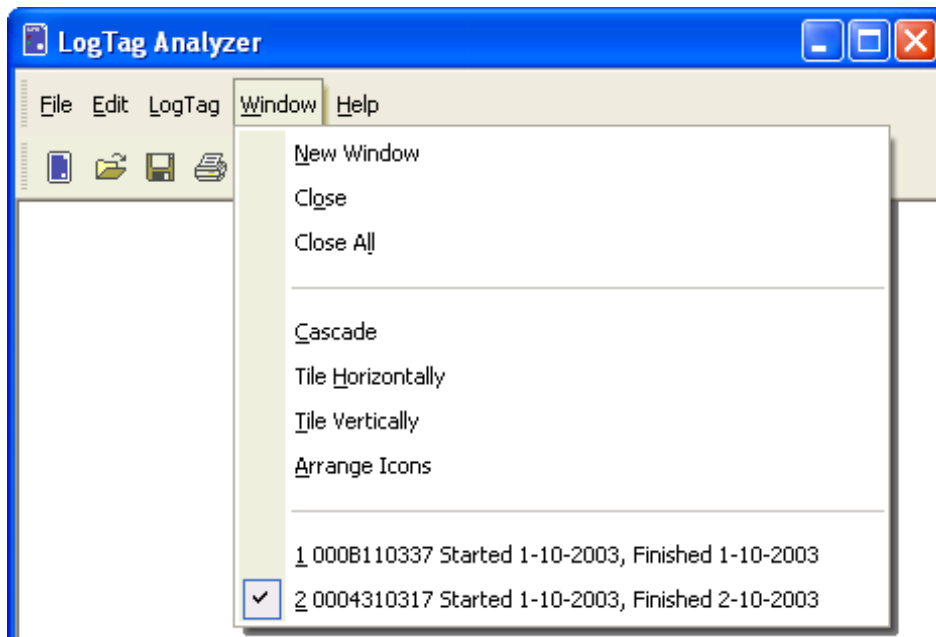 LogTag Analyzer
File Edit LogTag Window Help
New Window
Close
Close All
Cascade
Tile Horizontally
Tile Vertically
Arrange Icons
1 000B110337 Started 1-10-2003, Finished 1-10-2003
2 0004310317 Started 1-10-2003, Finished 2-10-2003